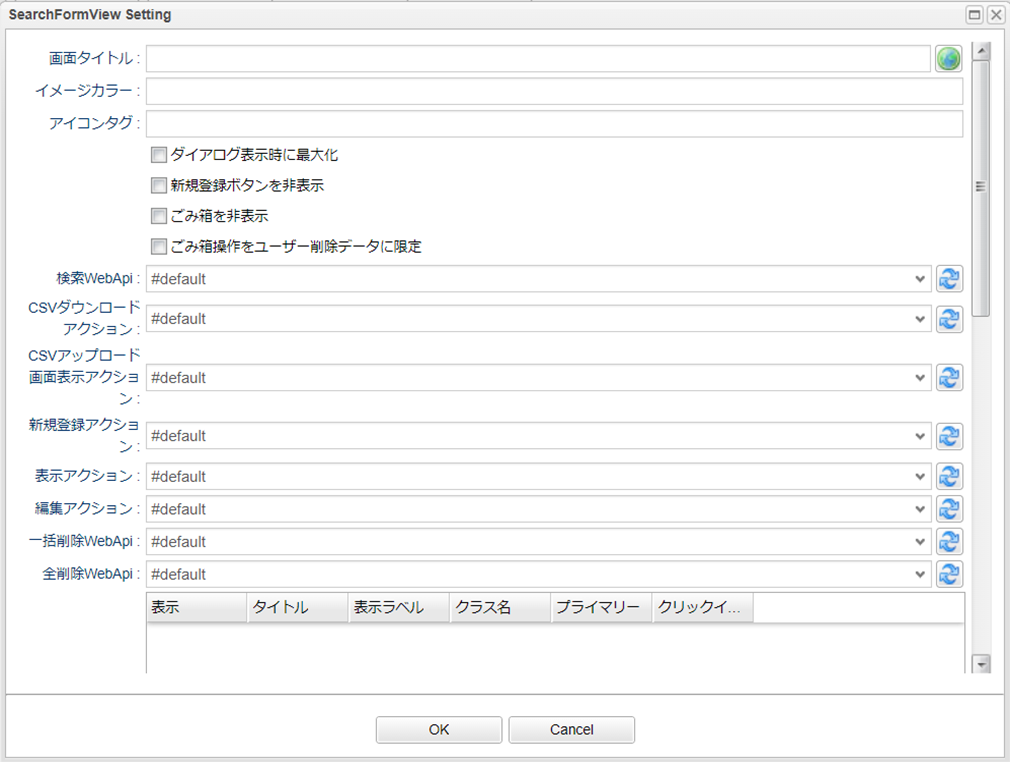 SearchFormView Setting
画面タイトル :
イメージカラー :
アイコンタグ :
ダイアログ表示時に最大化
新規登録ボタンを非表示
ごみ箱を非表示
ごみ箱操作をユーザー削除データに限定
検索WebApi : #default
CSVダウンロード
アクション : #default
CSVアップロード
画面表示アクショ #default
ン :
新規登録アクショ #default
ン :
表示アクション : #default
編集アクション : #default
一括削除WebApi : #default
全削除WebApi : #default
表示 タイトル 表示ラベル クラス名 プライマリー クリックイ...
OK Cancel